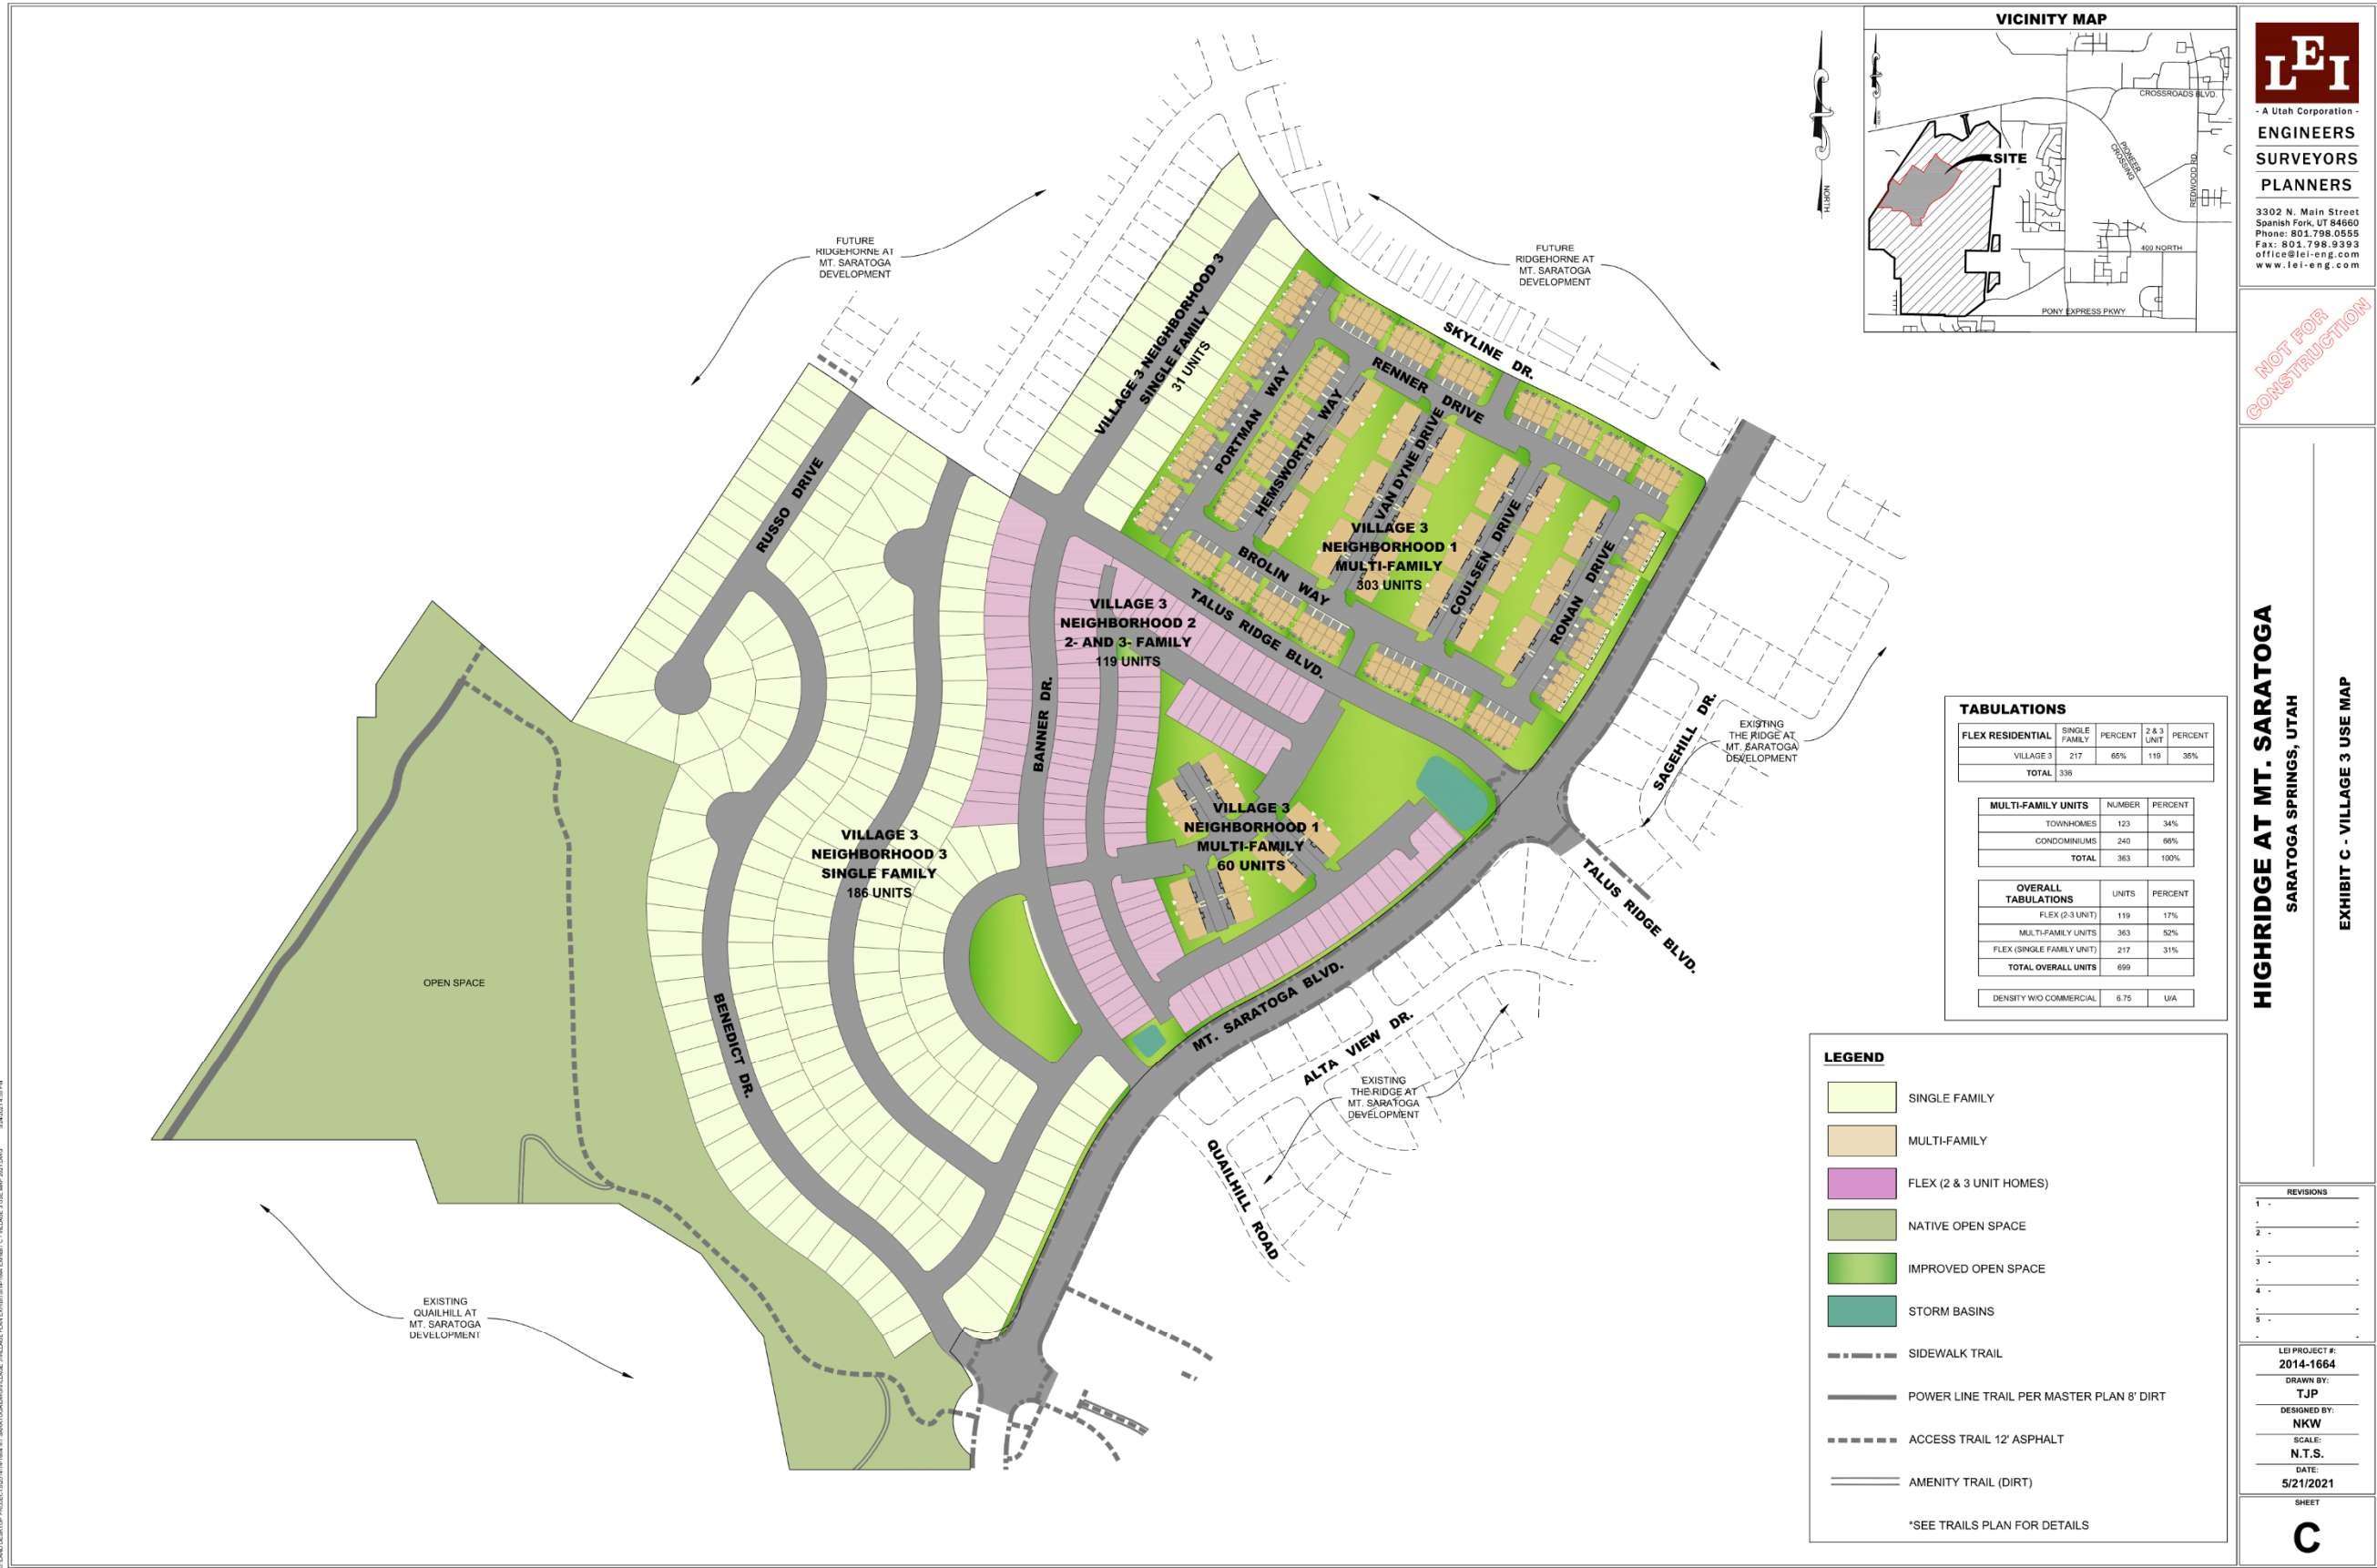 VICINITY MAP
NORTH
CROSSROADS BLVD.
PIONEER
CROSSING
REDWOOD RD
SITE
400 NORTH
PONY EXPRESS PKWY
NORTH
LEI
- A Utah Corporation -
ENGINEERS
SURVEYORS
PLANNERS
3302 N. Main Street
Spanish Fork, UT 84660
Phone: 801.798.0555
Fax: 801.798.9393
office@lei-eng.com
www.lei-eng.com
NOT FOR
CONSTRUCTION
HIGHRIDGE AT MT. SARATOGA
SARATOGA SPRINGS, UTAH
EXHIBIT C - VILLAGE 3 USE MAP
REVISIONS
1 -
2 -
3 -
4 -
5 -
LEI PROJECT #:
2014-1664
DRAWN BY:
TJP
DESIGNED BY:
NKW
SCALE:
N.T.S.
DATE:
5/21/2021
SHEET
C
FUTURE
RIDGEHORNE AT
MT. SARATOGA
DEVELOPMENT
FUTURE
RIDGEHORNE AT
MT. SARATOGA
DEVELOPMENT
VILLAGE 3 NEIGHBORHOOD 3
SINGLE FAMILY
31 UNITS
SKYLINE DR.
RENNER DRIVE
PORTMAN WAY
HEMSWORTH WAY
VAN DYNE DRIVE
COULSEN DRIVE
RONAN DRIVE
BROLIN WAY
VILLAGE 3
NEIGHBORHOOD 1
MULTI-FAMILY
303 UNITS
RUSSO DRIVE
TALUS RIDGE BLVD.
VILLAGE 3
NEIGHBORHOOD 2
2- AND 3- FAMILY
119 UNITS
BANNER DR.
SAGEHILL DR.
EXISTING
THE RIDGE AT
MT. SARATOGA
DEVELOPMENT
VILLAGE 3
NEIGHBORHOOD 1
MULTI-FAMILY
60 UNITS
VILLAGE 3
NEIGHBORHOOD 3
SINGLE FAMILY
186 UNITS
TALUS RIDGE BLVD.
OPEN SPACE
BENEDICT DR.
MT. SARATOGA BLVD.
ALTA VIEW DR.
EXISTING
THE RIDGE AT
MT. SARATOGA
DEVELOPMENT
QUAILHILL ROAD
EXISTING
QUAILHILL AT
MT. SARATOGA
DEVELOPMENT
TABULATIONS
FLEX RESIDENTIAL SINGLE FAMILY PERCENT 2 & 3 UNIT PERCENT
VILLAGE 3 217 65% 119 35%
TOTAL 336
MULTI-FAMILY UNITS NUMBER PERCENT
TOWNHOMES 123 34%
CONDOMINIUMS 240 66%
TOTAL 363 100%
OVERALL TABULATIONS UNITS PERCENT
FLEX (2-3 UNIT) 119 17%
MULTI-FAMILY UNITS 363 52%
FLEX (SINGLE FAMILY UNIT) 217 31%
TOTAL OVERALL UNITS 699
DENSITY W/O COMMERCIAL 6.75 U/A
LEGEND
SINGLE FAMILY
MULTI-FAMILY
FLEX (2 & 3 UNIT HOMES)
NATIVE OPEN SPACE
IMPROVED OPEN SPACE
STORM BASINS
SIDEWALK TRAIL
POWER LINE TRAIL PER MASTER PLAN 8' DIRT
ACCESS TRAIL 12' ASPHALT
AMENITY TRAIL (DIRT)
*SEE TRAILS PLAN FOR DETAILS